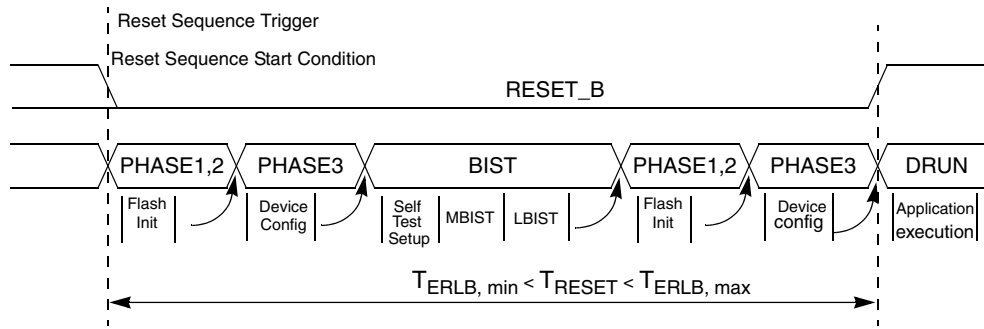 Reset Sequence Trigger
Reset Sequence Start Condition
RESET_B
PHASE1,2 PHASE3 BIST PHASE1,2 PHASE3 DRUN
Flash Init
Device Config
Self Test Setup
MBIST
LBIST
Flash Init
Device config
Application execution
TERLB, min < TRESET < TERLB, max